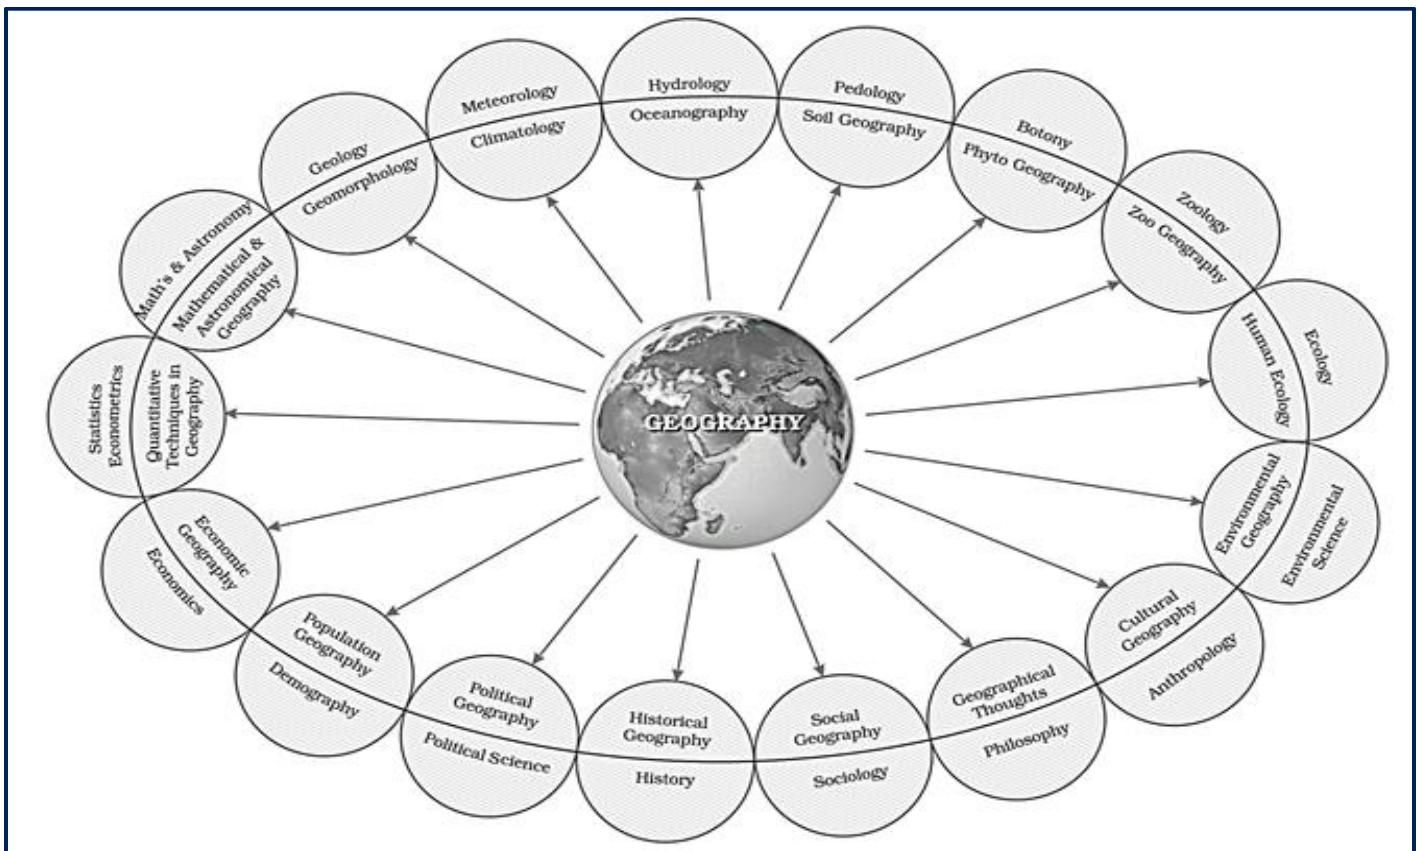 Hydrology
Oceanography
Pedology
Soil Geography
Botony
Phyto Geography
Zoology
Zoo Geography
Ecology
Human Ecology
Environmental
Geography
Environmental
Science
Cultural
Geography
Anthropology
Geographical
Thoughts
Philosophy
Social
Geography
Sociology
Historical
Geography
History
Political
Geography
Political Science
Population
Geography
Demography
Economic
Geography
Economics
Statistics
Econometrics
Quantitative
Techniques in
Geography
Math's & Astronomy
Mathematical &
Astronomical
Geography
Geology
Geomorphology
Meteorology
Climatology
GEOGRAPHY